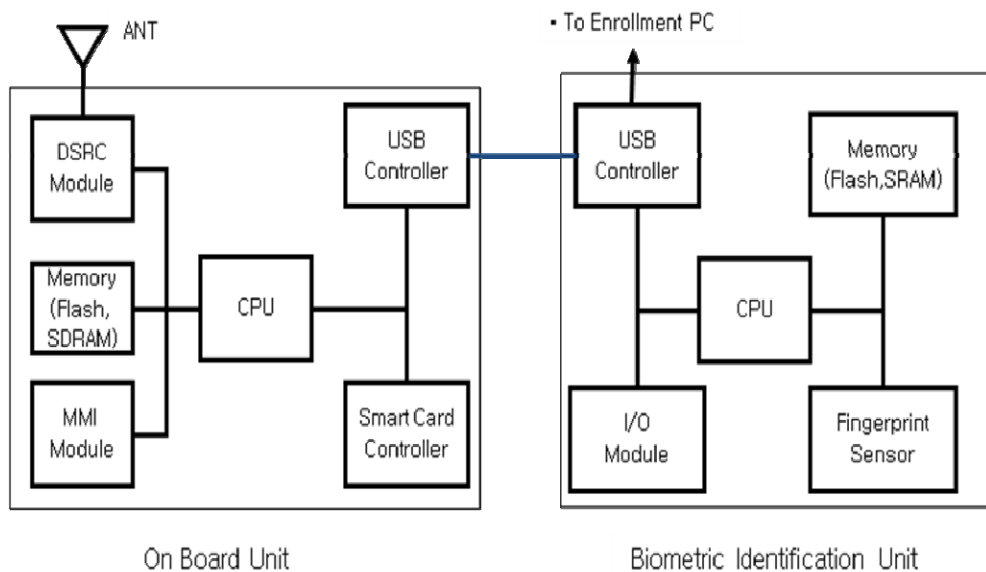 ANT
▪ To Enrollment PC
DSRC
Module
USB
Controller
USB
Controller
Memory
(Flash,SRAM)
Memory
(Flash,
SDRAM)
CPU
CPU
MMI
Module
Smart Card
Controller
I/O
Module
Fingerprint
Sensor
On Board Unit
Biometric Identification Unit